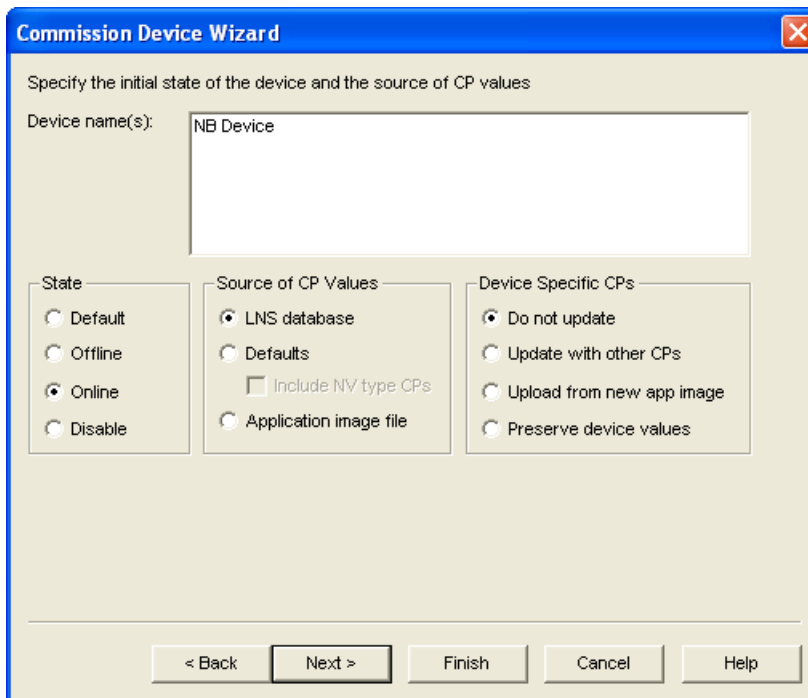 Commission Device Wizard
Specify the initial state of the device and the source of CP values
Device name(s):
NB Device
State
Default
Offline
Online
Disable
Source of CP Values
LNS database
Defaults
Include NV type CPs
Application image file
Device Specific CPs
Do not update
Update with other CPs
Upload from new app image
Preserve device values
< Back
Next >
Finish
Cancel
Help